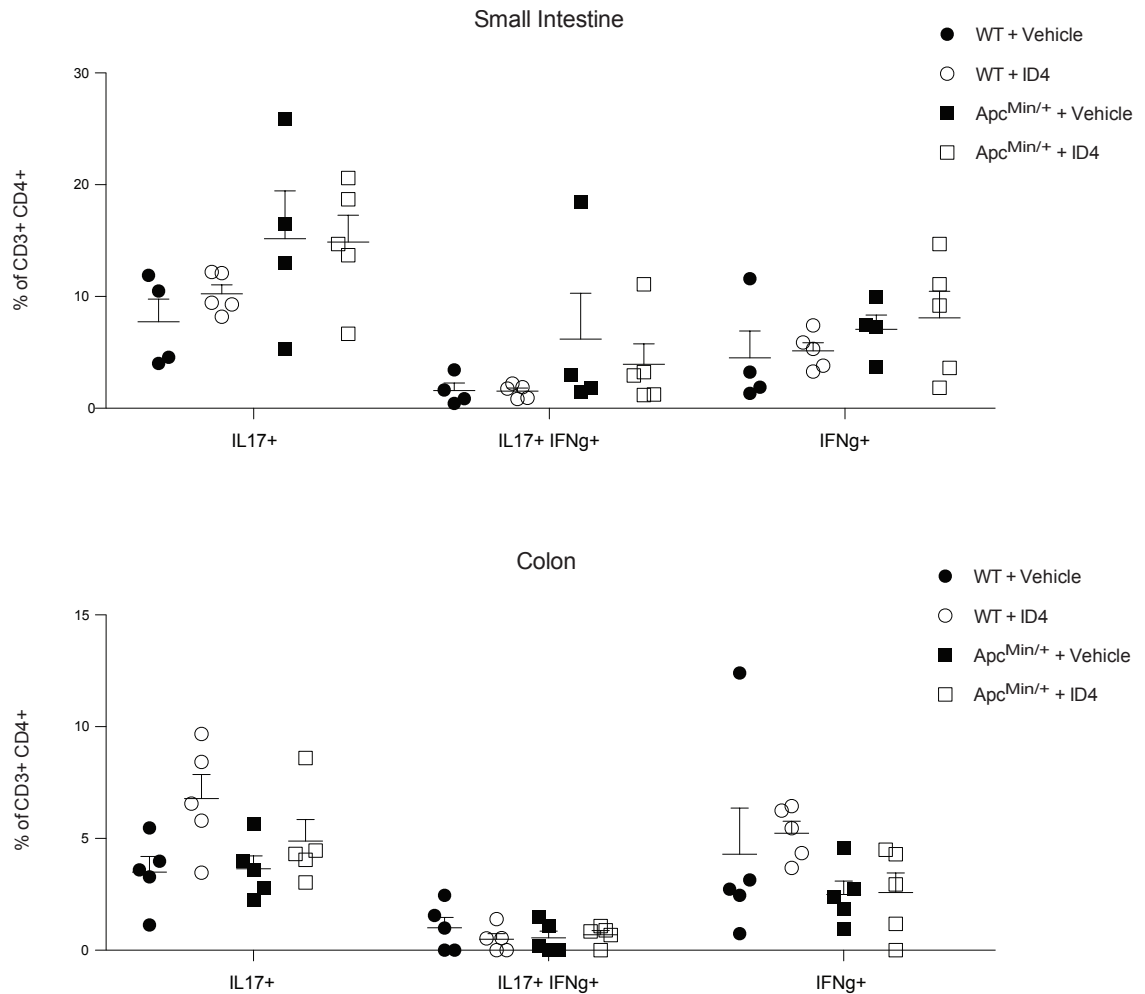 Small Intestine
WT + Vehicle
WT + ID4
Apc^Min/+ + Vehicle
Apc^Min/+ + ID4
% of CD3+ CD4+
30
20
10
0
IL17+
IL17+ IFNg+
IFNg+
Colon
WT + Vehicle
WT + ID4
Apc^Min/+ + Vehicle
Apc^Min/+ + ID4
% of CD3+ CD4+
15
10
5
0
IL17+
IL17+ IFNg+
IFNg+